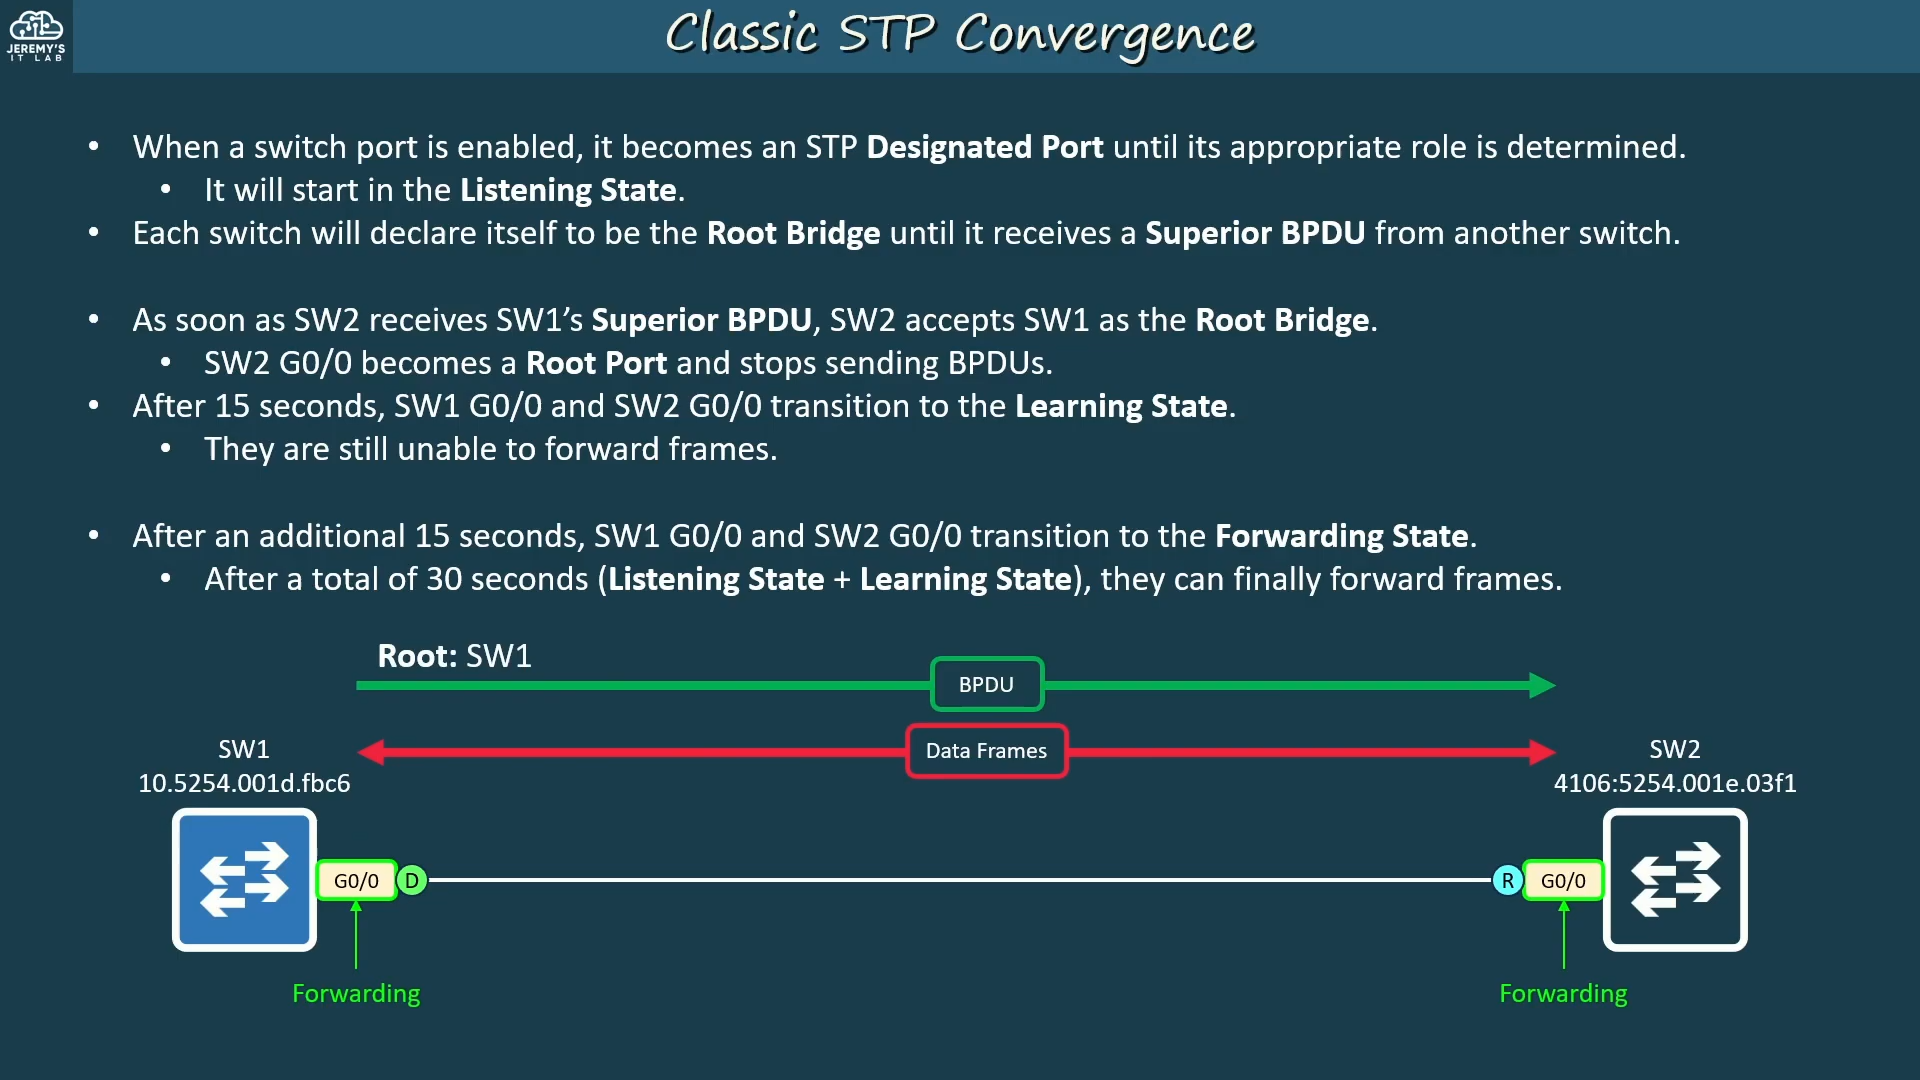 JEREMY'S
IT LAB
Classic STP Convergence
• When a switch port is enabled, it becomes an STP Designated Port until its appropriate role is determined.
• It will start in the Listening State.
• Each switch will declare itself to be the Root Bridge until it receives a Superior BPDU from another switch.
• As soon as SW2 receives SW1’s Superior BPDU, SW2 accepts SW1 as the Root Bridge.
• SW2 G0/0 becomes a Root Port and stops sending BPDUs.
• After 15 seconds, SW1 G0/0 and SW2 G0/0 transition to the Learning State.
• They are still unable to forward frames.
• After an additional 15 seconds, SW1 G0/0 and SW2 G0/0 transition to the Forwarding State.
• After a total of 30 seconds (Listening State + Learning State), they can finally forward frames.
Root: SW1
BPDU
Data Frames
SW1
10.5254.001d.fbc6
SW2
4106:5254.001e.03f1
G0/0 D
R G0/0
Forwarding
Forwarding